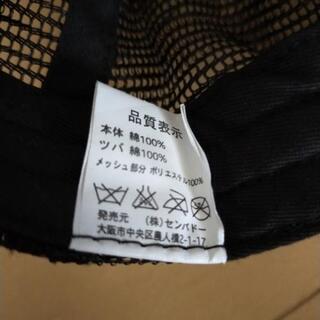 品質表示
本体 綿100%
ツバ 綿100%
メッシュ部分 ポリエステル100%
発売元 (株)センバドー
大阪市中央区農人橋2-1-17